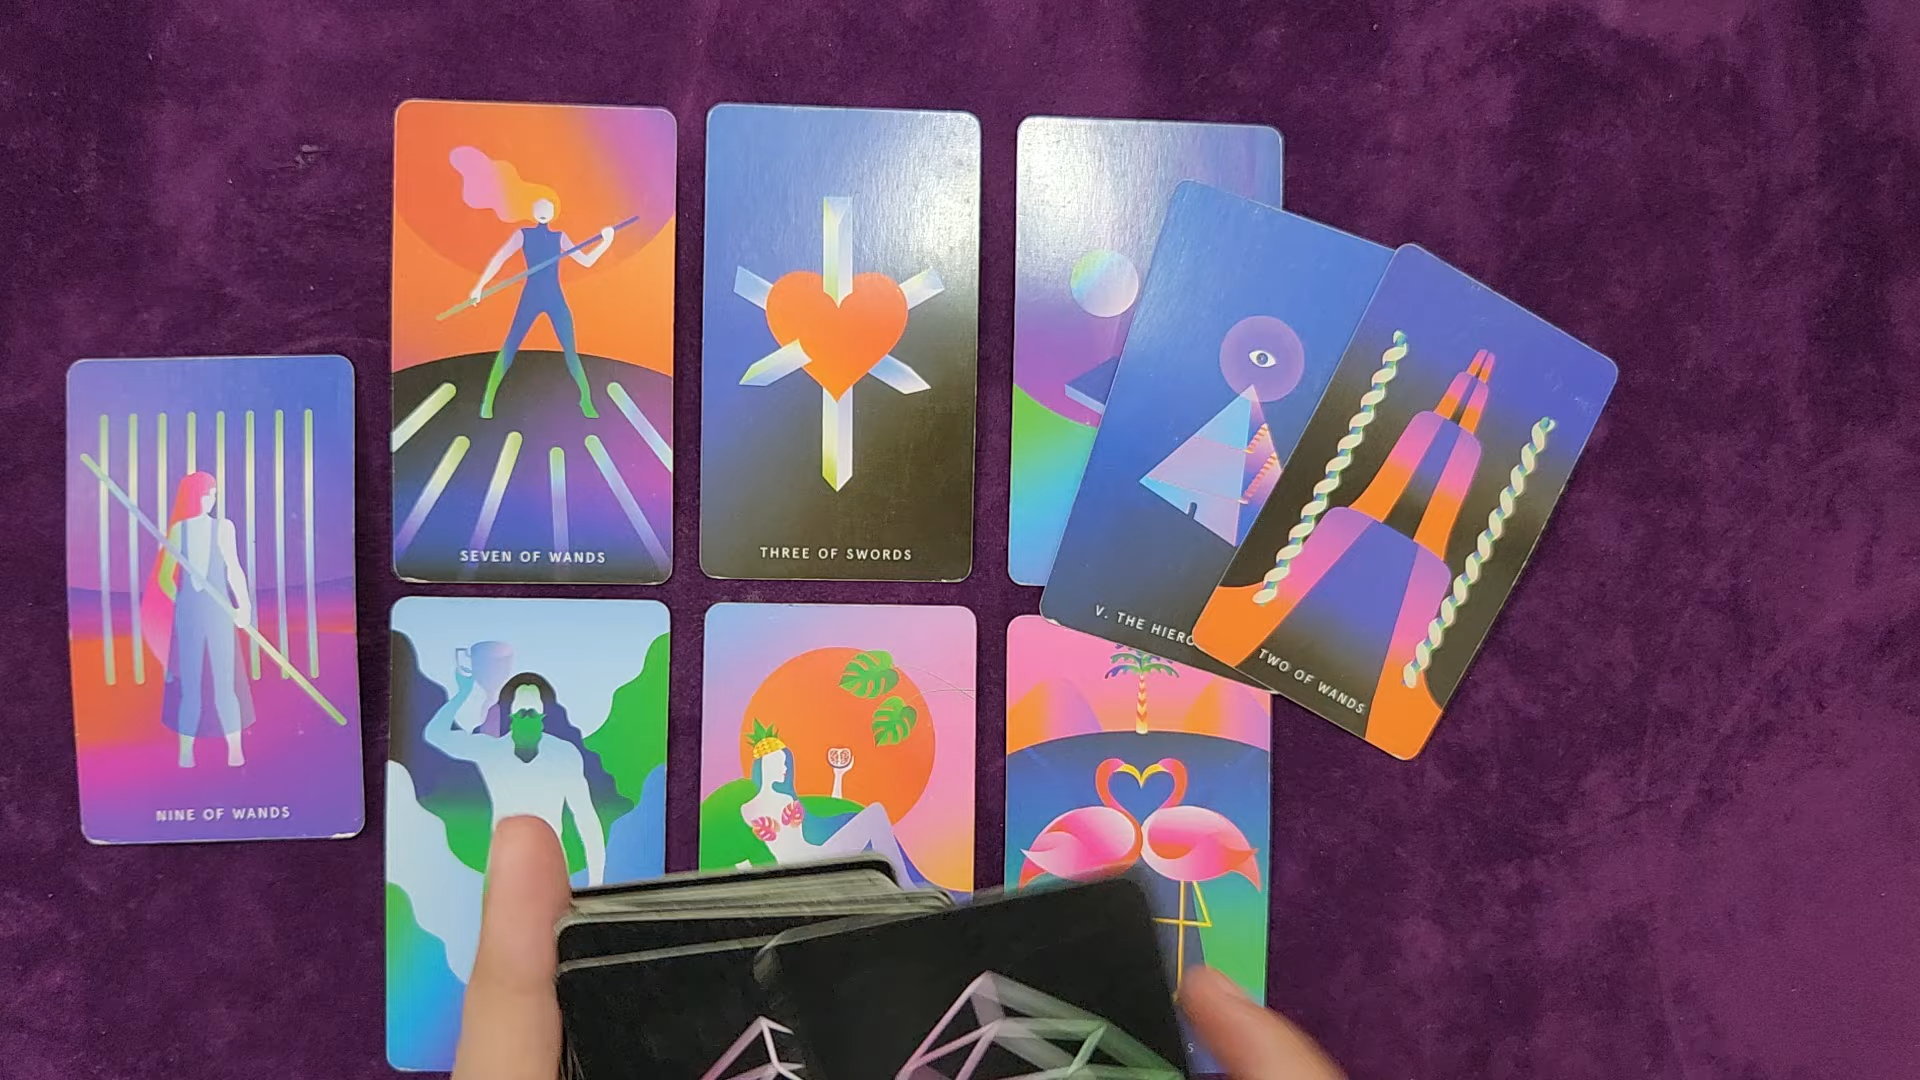 SEVEN OF WANDS
THREE OF SWORDS
V. THE HIERO
TWO OF WANDS
NINE OF WANDS
S